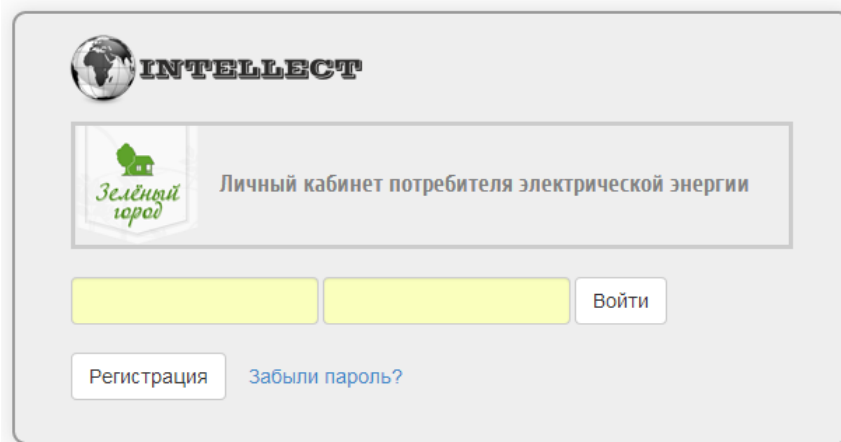 INTELLECT
Зелёный
город
Личный кабинет потребителя электрической энергии
Войти
Регистрация
Забыли пароль?